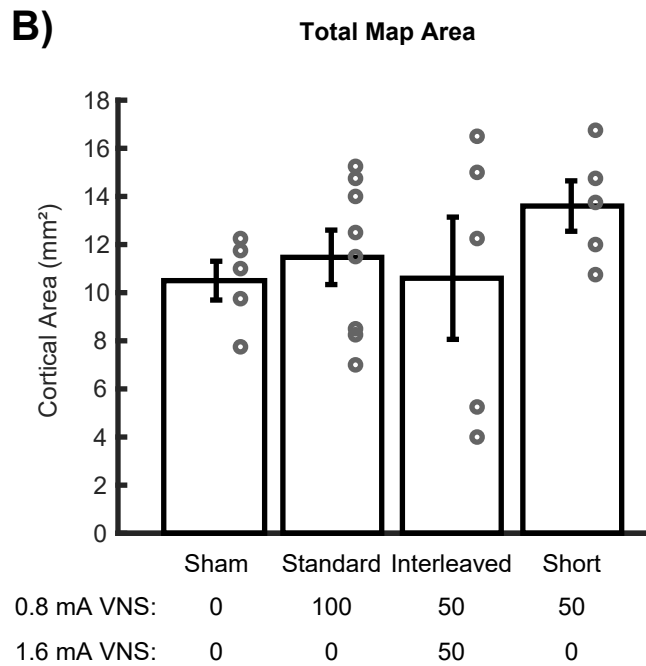 B)
Total Map Area
Cortical Area (mm²)
18
16
14
12
10
8
6
4
2
0
Sham Standard Interleaved Short
0.8 mA VNS: 0 100 50 50
1.6 mA VNS: 0 0 50 0